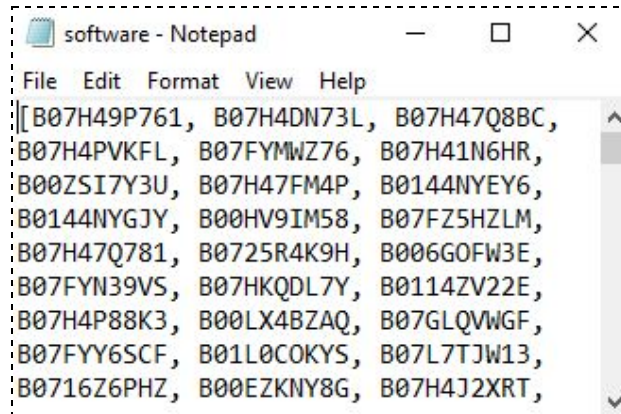 software - Notepad
File Edit Format View Help
[B07H49P761, B07H4DN73L, B07H47Q8BC,
B07H4PVKFL, B07FYMWZ76, B07H41N6HR,
B00ZSI7Y3U, B07H47FM4P, B0144NYEY6,
B0144NYGJY, B00HV9IM58, B07FZ5HZLM,
B07H47Q781, B0725R4K9H, B006GOFW3E,
B07FYN39VS, B07HKQDL7Y, B0114ZV22E,
B07H4P88K3, B00LX4BZAQ, B07GLQVWGF,
B07FYY6SCF, B01L0COKYS, B07L7TJW13,
B0716Z6PHZ, B00EZKNY8G, B07H4J2XRT,